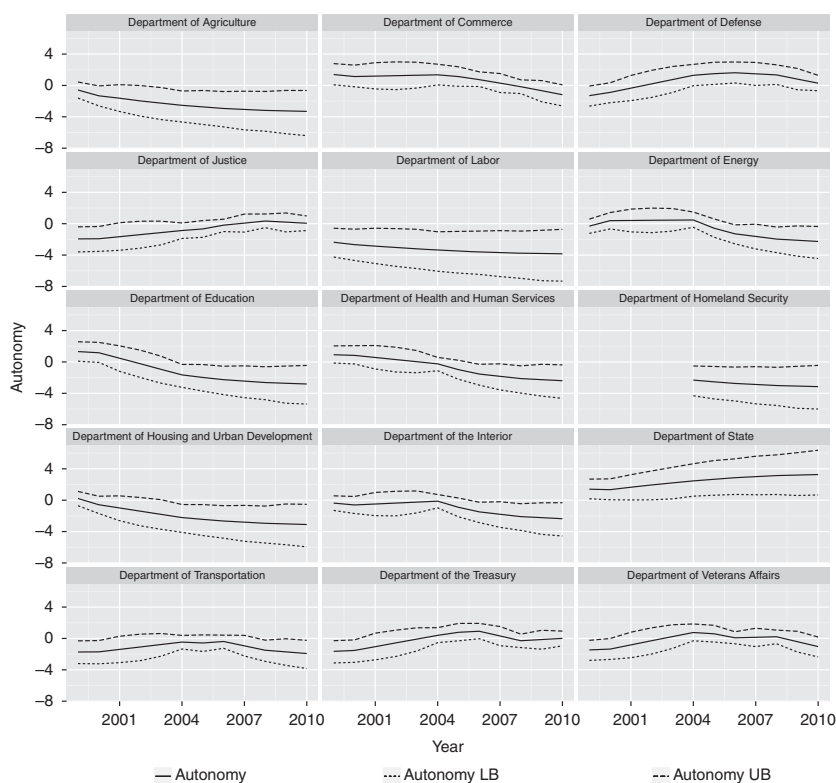 Department of Agriculture
Department of Commerce
Department of Defense
4
0
−4
−8
Department of Justice
Department of Labor
Department of Energy
4
0
−4
−8
Department of Education
Department of Health and Human Services
Department of Homeland Security
4
0
−4
−8
Department of Housing and Urban Development
Department of the Interior
Department of State
4
0
−4
−8
Department of Transportation
Department of the Treasury
Department of Veterans Affairs
4
0
−4
−8
2001 2004 2007 2010
2001 2004 2007 2010
2001 2004 2007 2010
Autonomy
Year
Autonomy
Autonomy LB
Autonomy UB